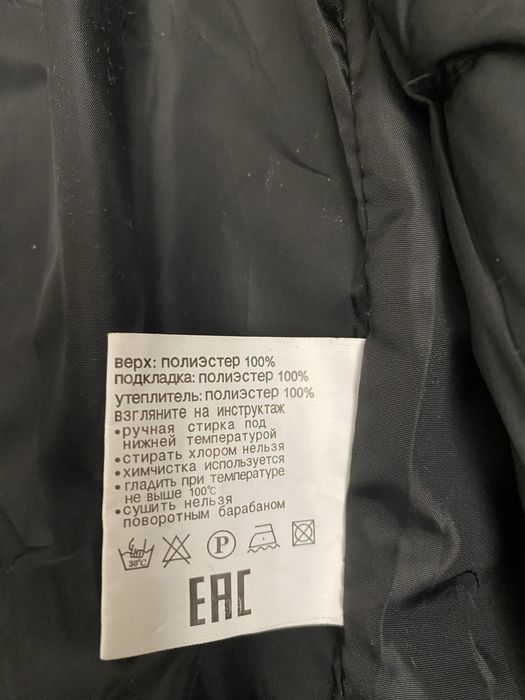 верх: полиэстер 100%
подкладка: полиэстер 100%
утеплитель: полиэстер 100%
взгляните на инструктаж
•ручная стирка под
нижней температурой
•стирать хлором нельзя
•химчистка используется
•гладить при температуре
не выше 100℃
•сушить нельзя
поворотным барабаном
30℃ P
EAC